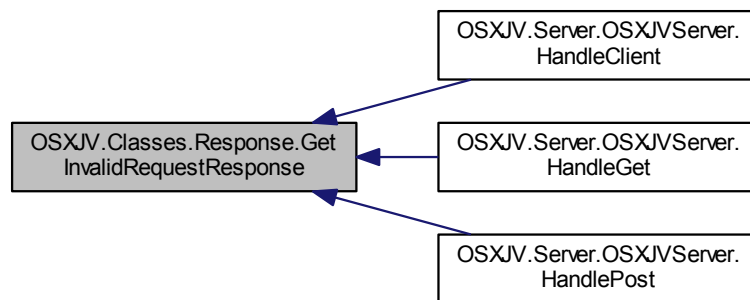 OSXJV.Classes.Response.Get
InvalidRequestResponse
OSXJV.Server.OSXJVServer.
HandleClient
OSXJV.Server.OSXJVServer.
HandleGet
OSXJV.Server.OSXJVServer.
HandlePost